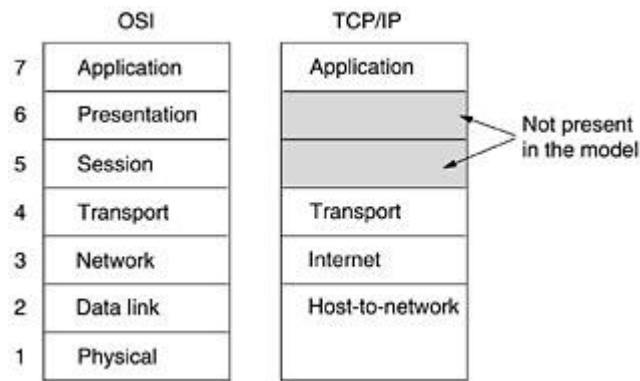 OSI TCP/IP
7 Application Application
6 Presentation
Not present
in the model
5 Session
4 Transport Transport
3 Network Internet
2 Data link Host-to-network
1 Physical